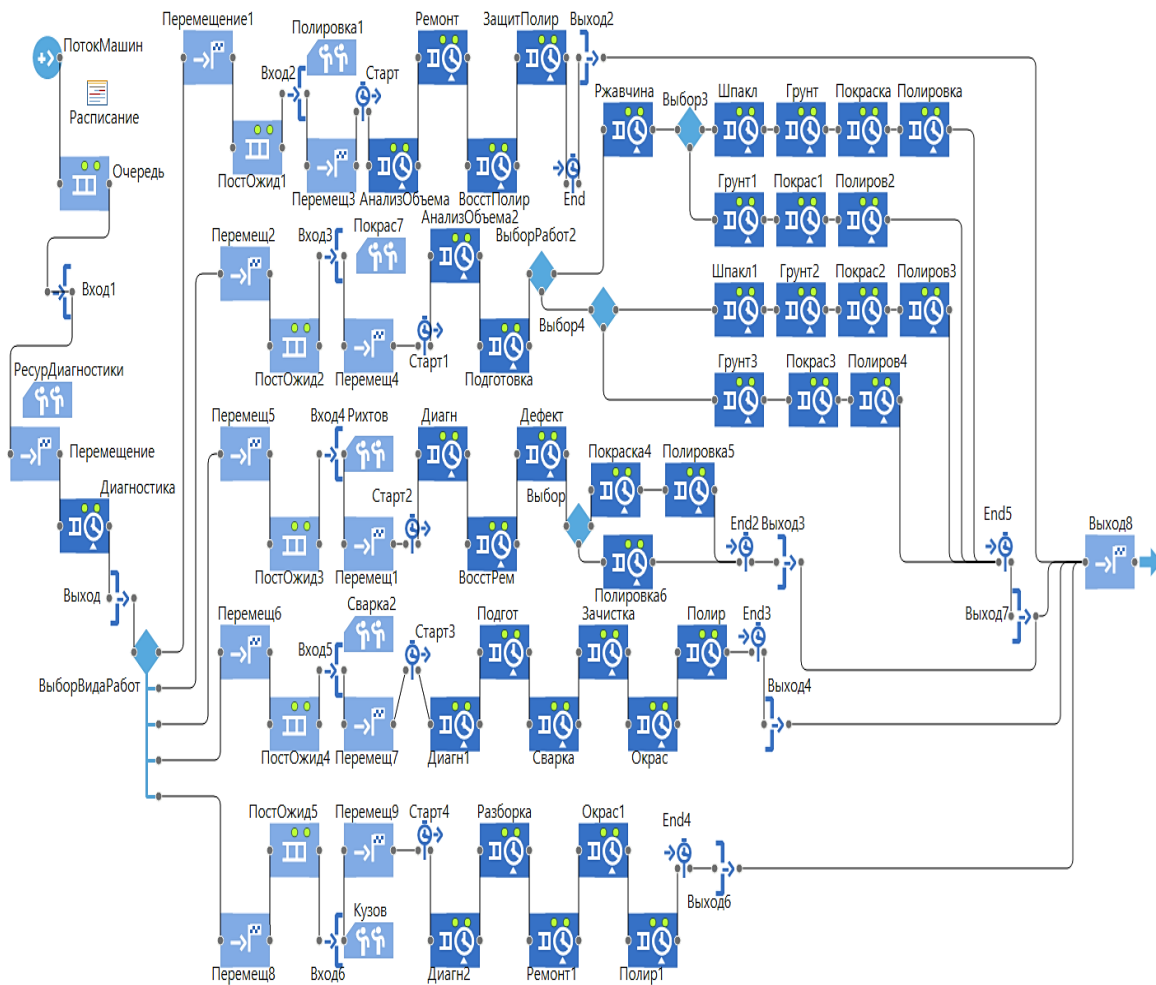 ПотокМашин
Расписание
Очередь
Вход1
РесурДиагностики
Перемещение
Диагностика
Выход
ВыборВидаРабот
Перемещение1
ПостОжид1
Вход2
Полировка1
Перемещ3
Старт
АнализОбъема
Ремонт
ВосстПолир
ЗащитПолир
End
Выход2
Перемещ2
ПостОжид2
Вход3
Покрас7
Перемещ4
Старт1
АнализОбъема2
Подготовка
ВыборРабот2
Выбор4
Ржавчина
Выбор3
Шпакл
Грунт
Покраска
Полировка
Грунт1
Покрас1
Полиров2
Шпакл1
Грунт2
Покрас2
Полиров3
Грунт3
Покрас3
Полиров4
Перемещ5
ПостОжид3
Вход4
Рихтов
Перемещ1
Старт2
Диагн
ВосстРем
Дефект
Выбор
Покраска4
Полировка5
Полировка6
End2
Выход3
End5
Выход7
Выход8
Перемещ6
ПостОжид4
Вход5
Сварка2
Перемещ7
Старт3
Диагн1
Подгот
Сварка
Зачистка
Окрас
Полир
End3
Выход4
Перемещ8
ПостОжид5
Вход6
Кузов
Перемещ9
Старт4
Диагн2
Разборка
Ремонт1
Окрас1
Полир1
End4
Выход6